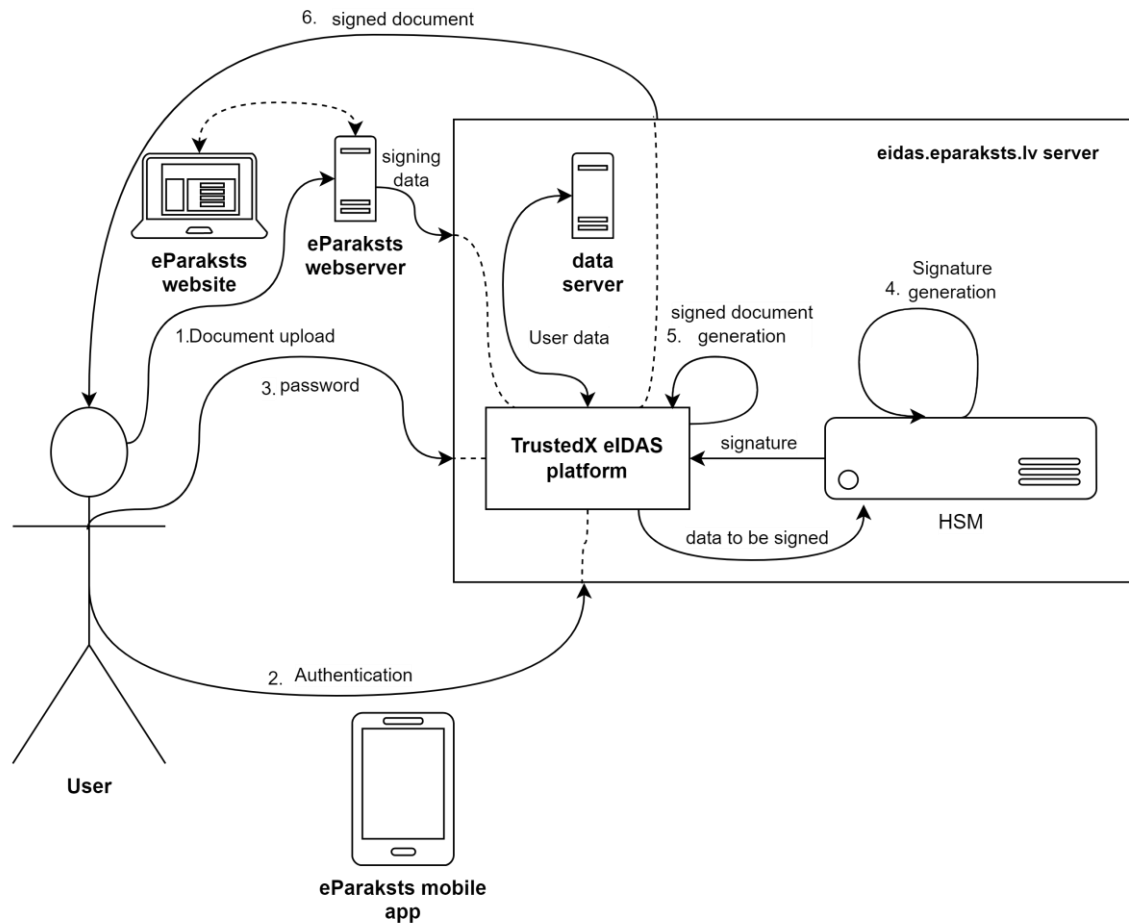 6. signed document
eidas.eparaksts.lv server
signing
data
eParaksts
website
eParaksts
webserver
data
server
Signature
4. generation
1.Document upload
User data
signed document
5. generation
3. password
TrustedX eIDAS
platform
signature
HSM
data to be signed
2. Authentication
User
eParaksts mobile
app